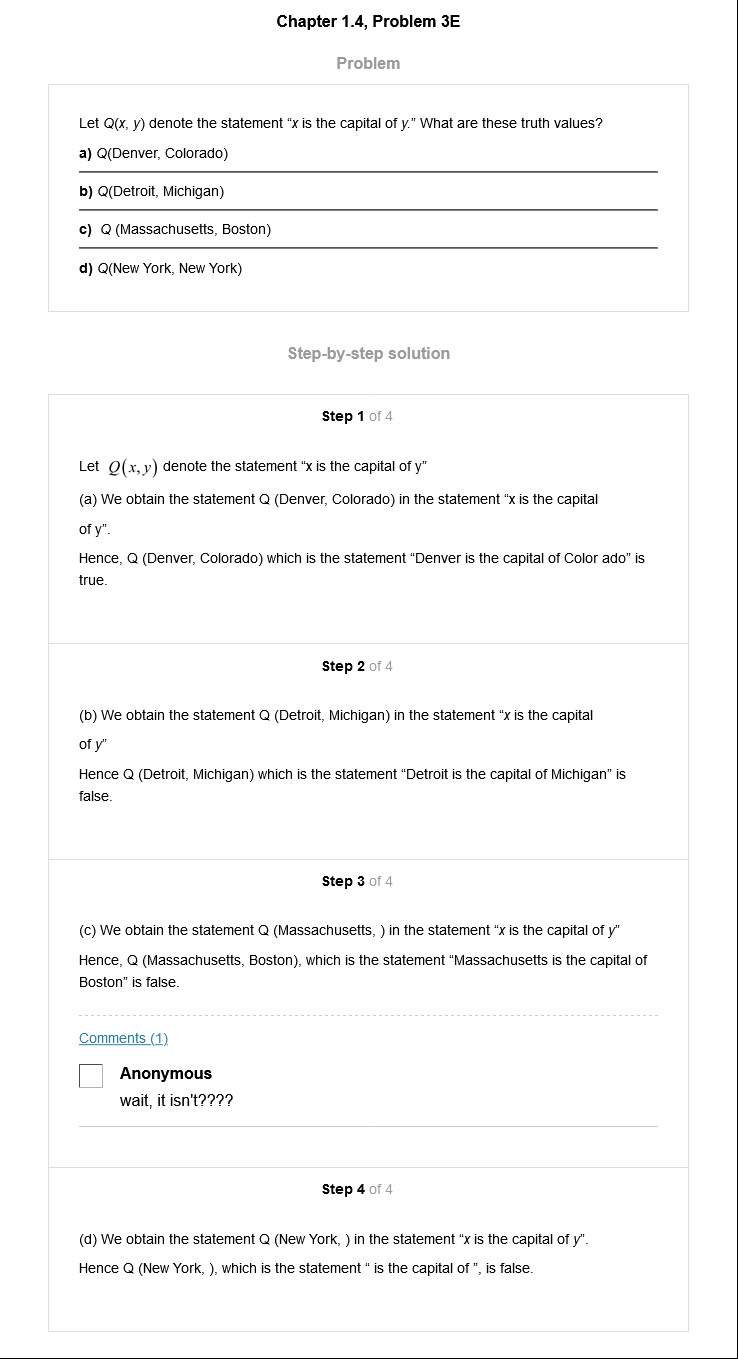 Chapter 1.4, Problem 3E
Problem
Let Q(x, y) denote the statement “x is the capital of y.” What are these truth values?
a) Q(Denver, Colorado)
b) Q(Detroit, Michigan)
c) Q (Massachusetts, Boston)
d) Q(New York, New York)
Step-by-step solution
Step 1 of 4
Let Q(x, y) denote the statement “x is the capital of y”
(a) We obtain the statement Q (Denver, Colorado) in the statement “x is the capital
of y”.
Hence, Q (Denver, Colorado) which is the statement “Denver is the capital of Color ado” is
true.
Step 2 of 4
(b) We obtain the statement Q (Detroit, Michigan) in the statement “x is the capital
of y”
Hence Q (Detroit, Michigan) which is the statement “Detroit is the capital of Michigan” is
false.
Step 3 of 4
(c) We obtain the statement Q (Massachusetts, ) in the statement “x is the capital of y”
Hence, Q (Massachusetts, Boston), which is the statement “Massachusetts is the capital of
Boston” is false.
Comments (1)
Anonymous
wait, it isn't????
Step 4 of 4
(d) We obtain the statement Q (New York, ) in the statement “x is the capital of y”.
Hence Q (New York, ), which is the statement “ is the capital of ”, is false.